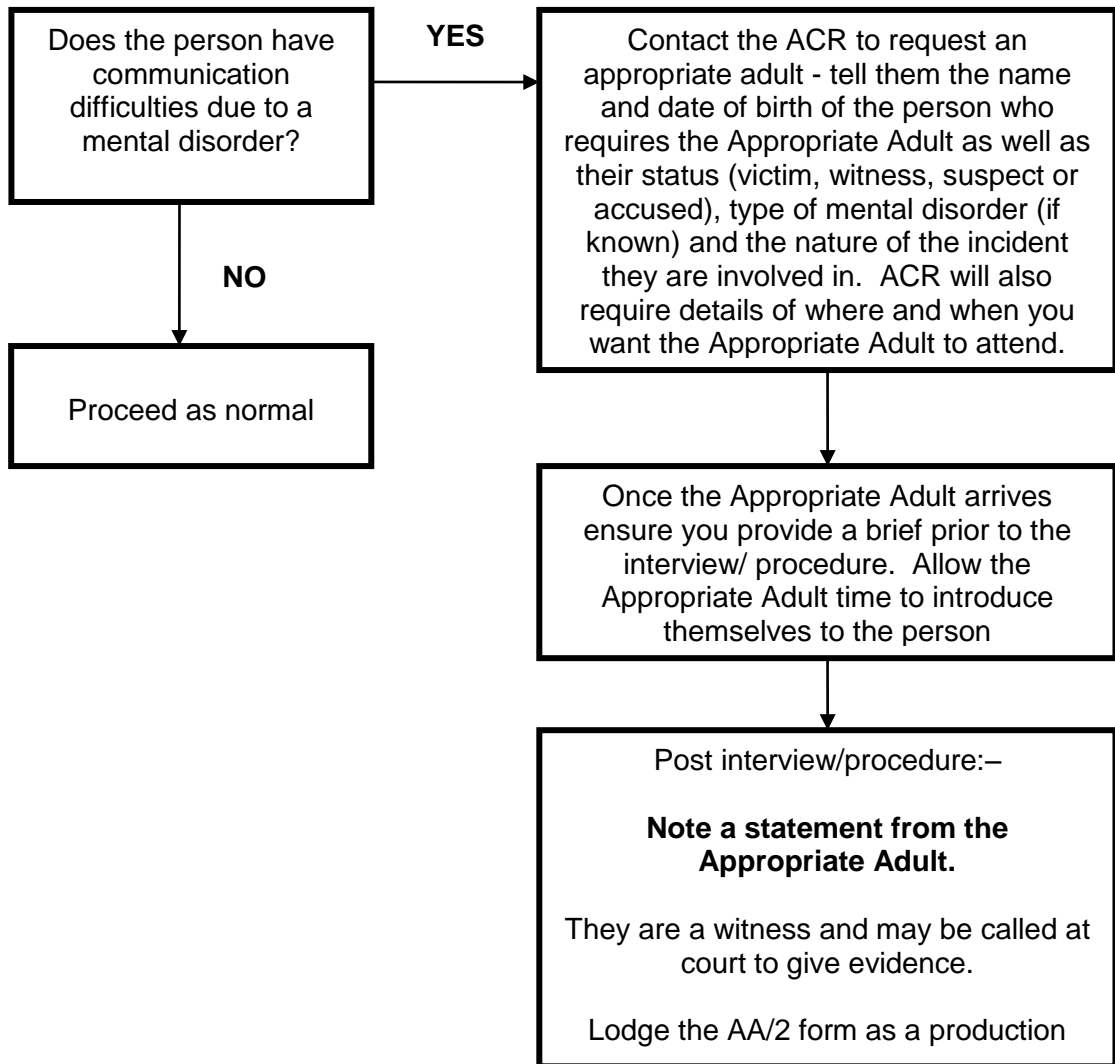 Does the person have
communication
difficulties due to a
mental disorder?
YES
Contact the ACR to request an
appropriate adult - tell them the name
and date of birth of the person who
requires the Appropriate Adult as well as
their status (victim, witness, suspect or
accused), type of mental disorder (if
known) and the nature of the incident
they are involved in.  ACR will also
require details of where and when you
want the Appropriate Adult to attend.
NO
Proceed as normal
Once the Appropriate Adult arrives
ensure you provide a brief prior to the
interview/ procedure.  Allow the
Appropriate Adult time to introduce
themselves to the person
Post interview/procedure:–
Note a statement from the
Appropriate Adult.
They are a witness and may be called at
court to give evidence.
Lodge the AA/2 form as a production